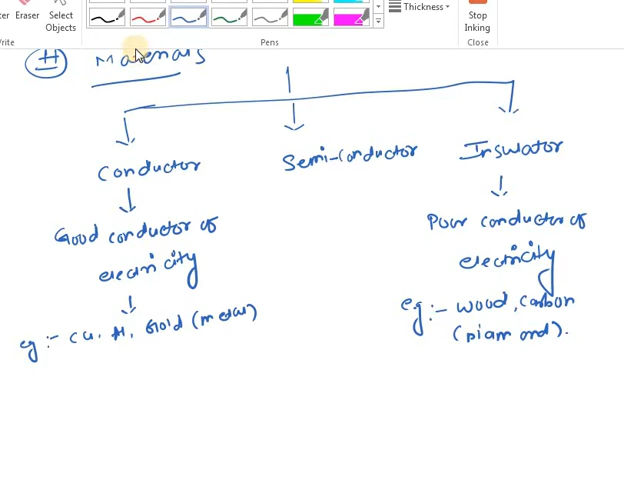 Eraser Select Objects
Thickness
Stop Inking
Pens
Close
# Materials
Conductor
Semi-conductor
Insulator
Good conductor of electricity
Poor conductor of electricity
eg :- Cu, Al, Gold (metal)
eg :- wood, carbon (Diamond).